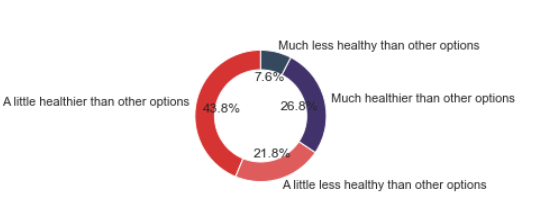 Much less healthy than other options
7.6%
A little healthier than other options
43.8%
26.8%
Much healthier than other options
21.8%
A little less healthy than other options